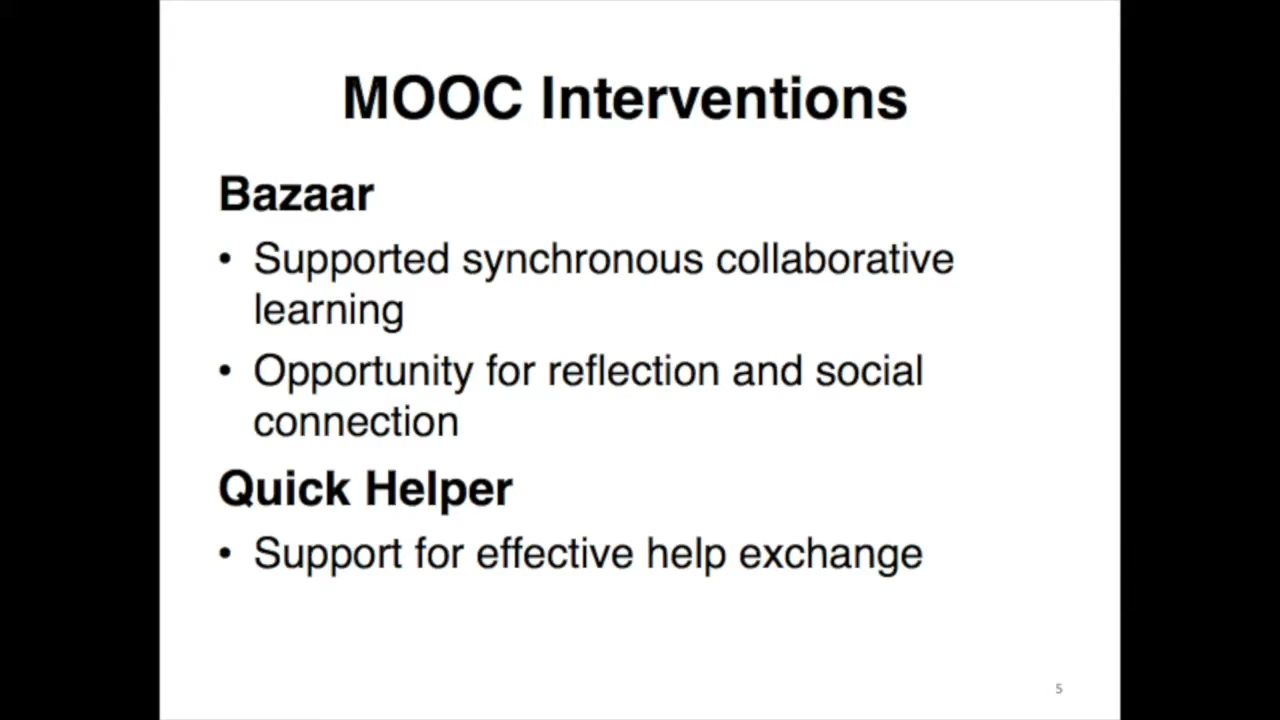 MOOC Interventions
Bazaar
• Supported synchronous collaborative
learning
• Opportunity for reflection and social
connection
Quick Helper
• Support for effective help exchange
5